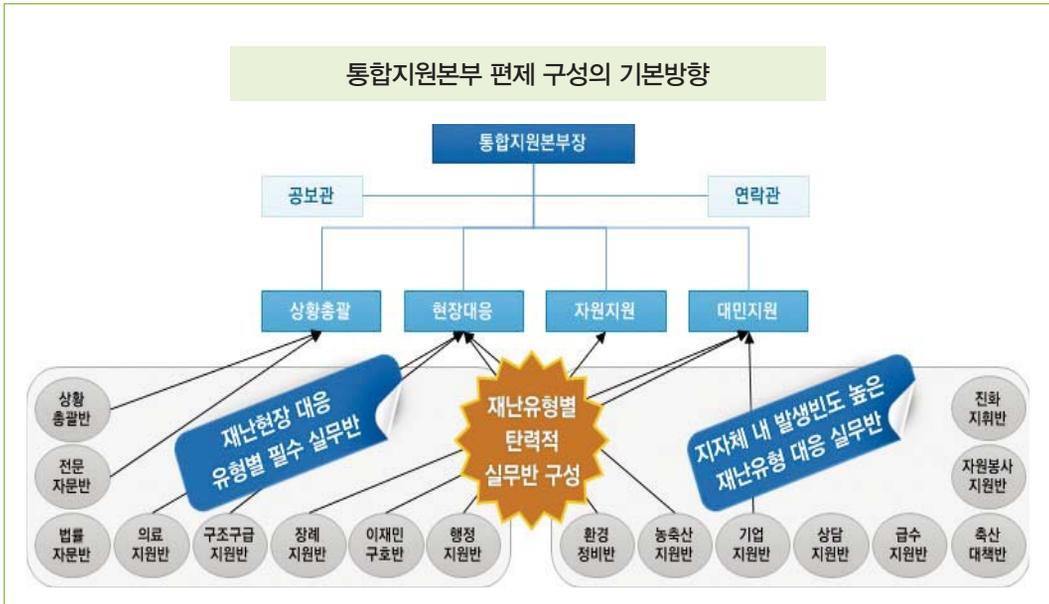 통합지원본부 편제 구성의 기본방향
통합지원본부장
공보관
연락관
상황총괄
현장대응
자원지원
대민지원
재난현장 대응
유형별 필수 실무반
재난유형별
탄력적
실무반 구성
지자체 내 발생빈도 높은
재난유형 대응 실무반
상황
총괄반
전문
자문반
법률
자문반
의료
지원반
구조구급
지원반
장례
지원반
이재민
구호반
행정
지원반
환경
정비반
농축산
지원반
기업
지원반
상담
지원반
급수
지원반
축산
대책반
자원봉사
지원반
진화
지휘반